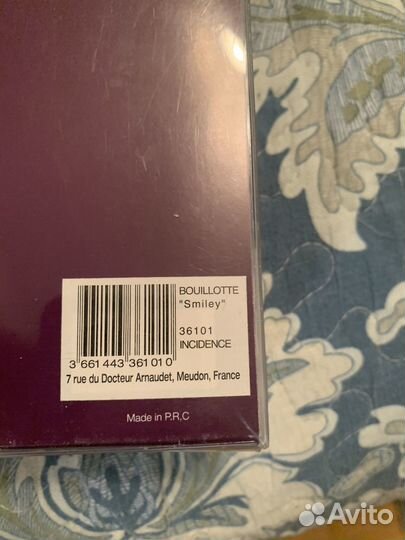 BOUILLOTTE
"Smiley"
36101
INCIDENCE
3 661443 361010
7 rue du Docteur Arnaudet, Meudon, France
Made in P.R,C
Avito